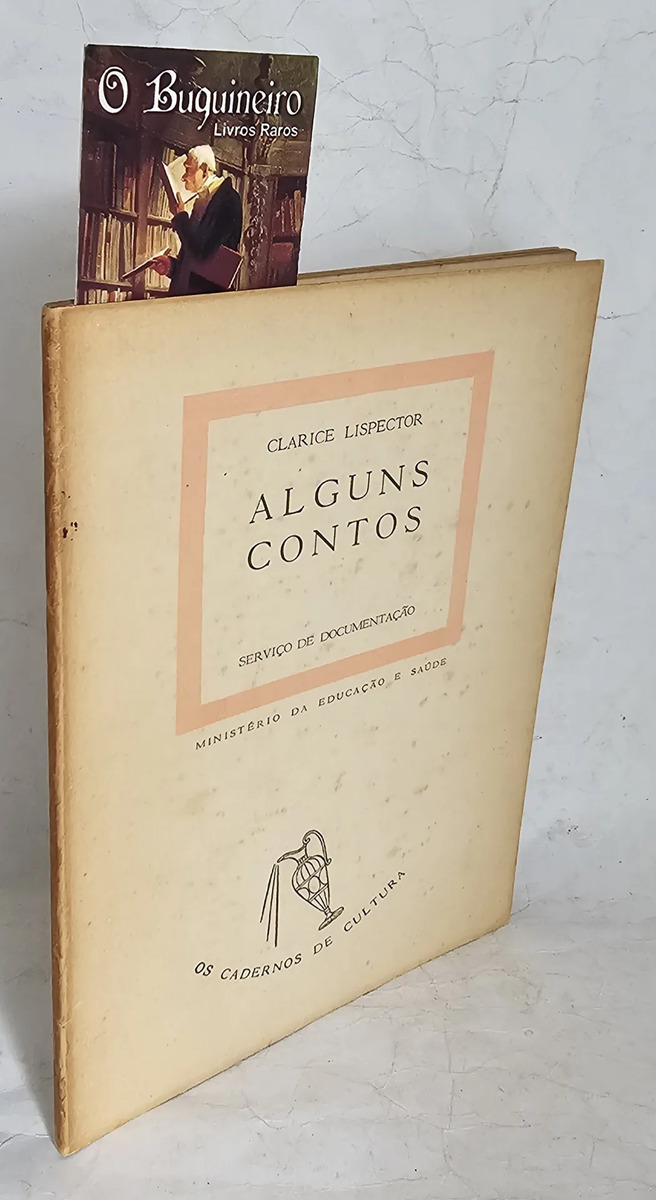 O Buquineiro
Livros Raros
CLARICE LISPECTOR
ALGUNS
CONTOS
SERVIÇO DE DOCUMENTAÇÃO
MINISTÉRIO DA EDUCAÇÃO E SAÚDE
OS CADERNOS DE CULTURA